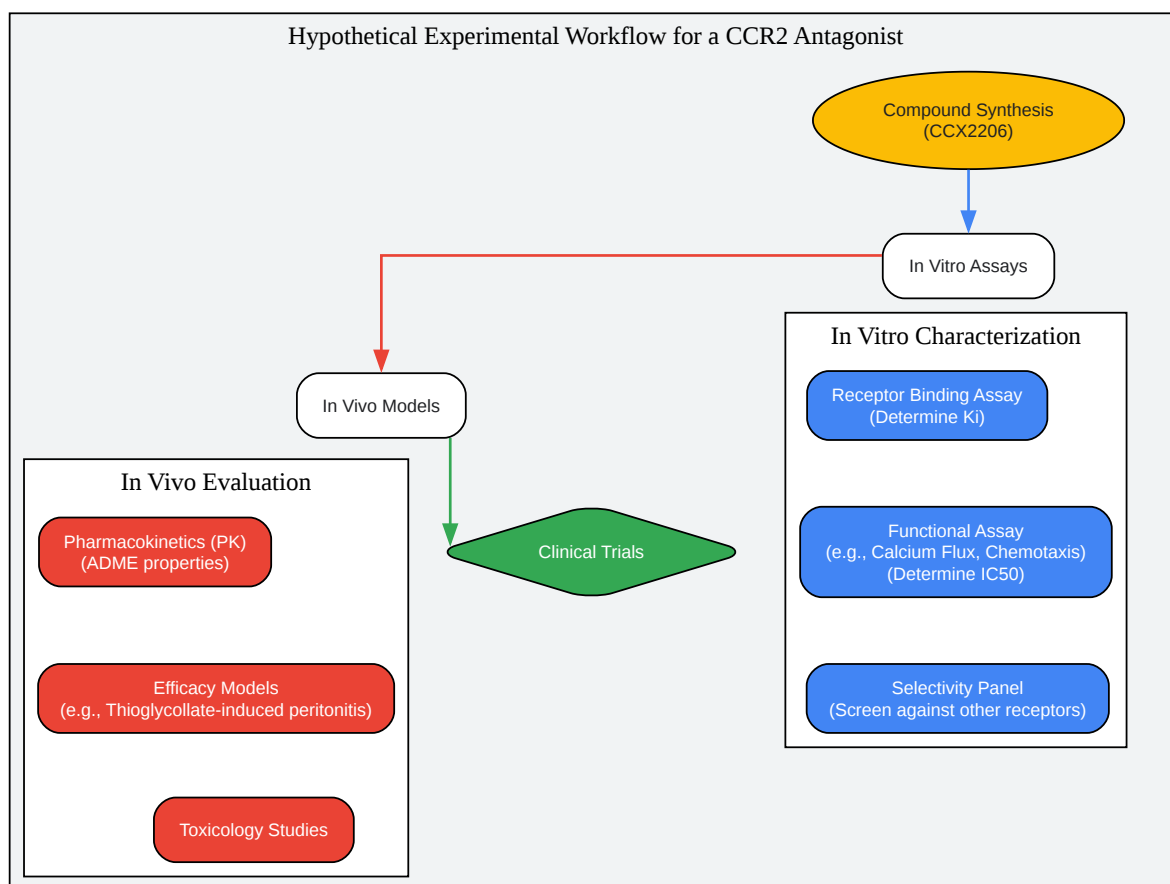 Hypothetical Experimental Workflow for a CCR2 Antagonist
Compound Synthesis
(CCX2206)
In Vitro Assays
In Vitro Characterization
Receptor Binding Assay
(Determine Ki)
In Vivo Models
In Vivo Evaluation
Pharmacokinetics (PK)
(ADME properties)
Clinical Trials
Functional Assay
(e.g., Calcium Flux, Chemotaxis)
(Determine IC50)
Efficacy Models
(e.g., Thioglycollate-induced peritonitis)
Selectivity Panel
(Screen against other receptors)
Toxicology Studies